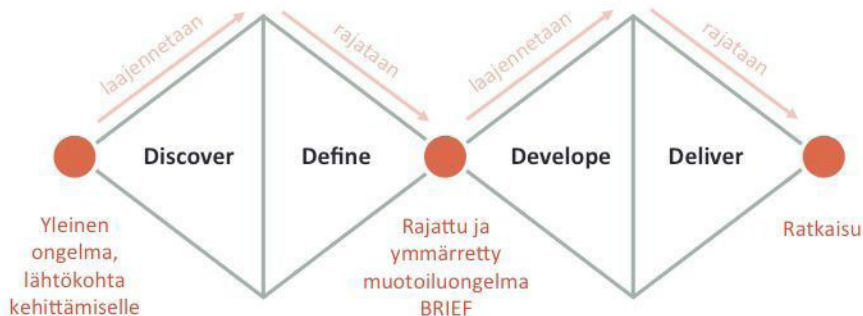 laajennetaan
rajataan
laajennetaan
rajataan
Discover
Define
Develope
Deliver
Yleinen
ongelma,
lähtökohta
kehittämiselle
Rajattu ja
ymmärretty
muotoiluongelma
BRIEF
Ratkaisu